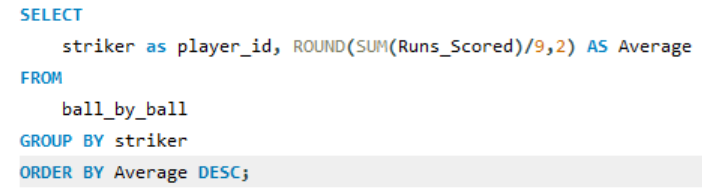 SELECT
striker as player_id, ROUND(SUM(Runs_Scored)/9,2) AS Average
FROM
ball_by_ball
GROUP BY striker
ORDER BY Average DESC;